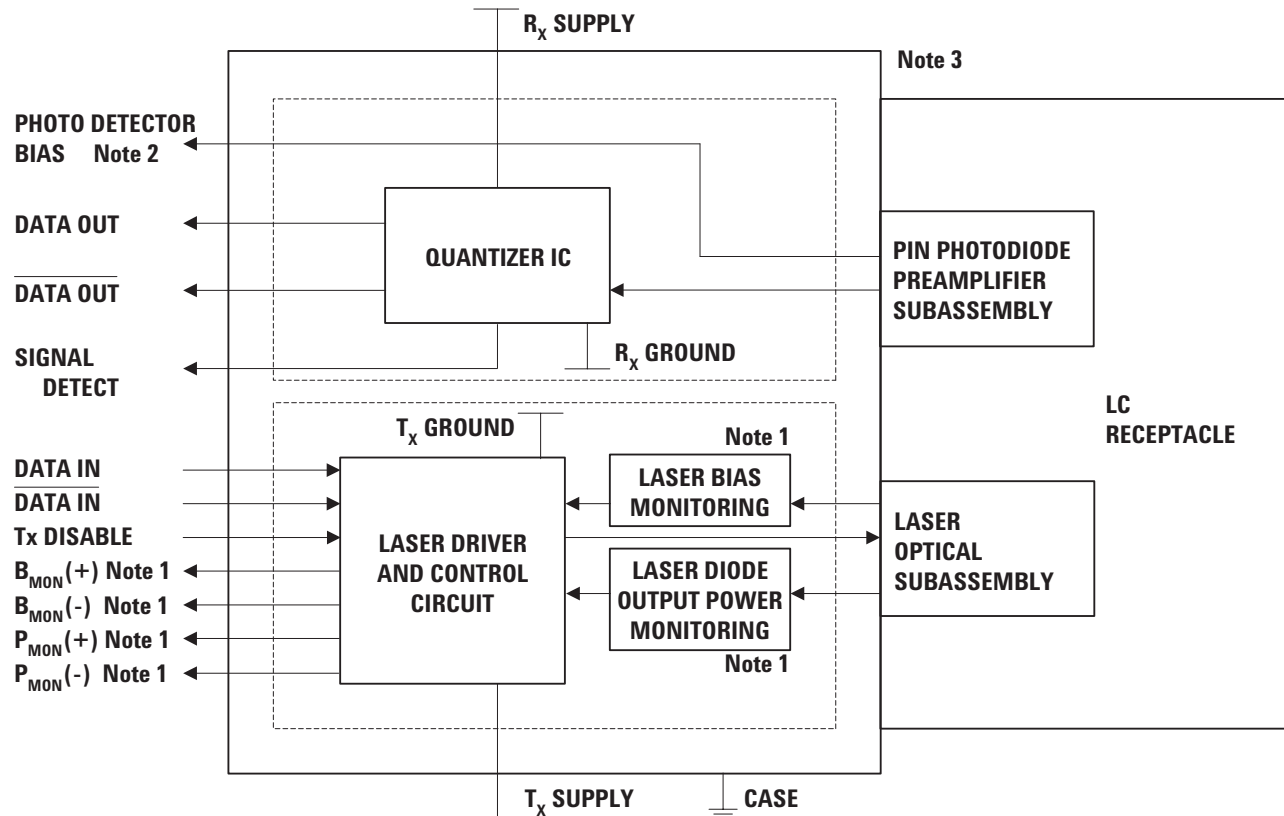 R_X SUPPLY
Note 3
PHOTO DETECTOR
BIAS Note 2
DATA OUT
QUANTIZER IC
PIN PHOTODIODE
PREAMPLIFIER
SUBASSEMBLY
DATA OUT
SIGNAL
DETECT
R_X GROUND
LC
RECEPTACLE
T_X GROUND
Note 1
DATA IN
DATA IN
Tx DISABLE
B_MON(+) Note 1
B_MON(-) Note 1
P_MON(+) Note 1
P_MON(-) Note 1
LASER DRIVER
AND CONTROL
CIRCUIT
LASER BIAS
MONITORING
LASER DIODE
OUTPUT POWER
MONITORING
Note 1
LASER
OPTICAL
SUBASSEMBLY
T_X SUPPLY
CASE